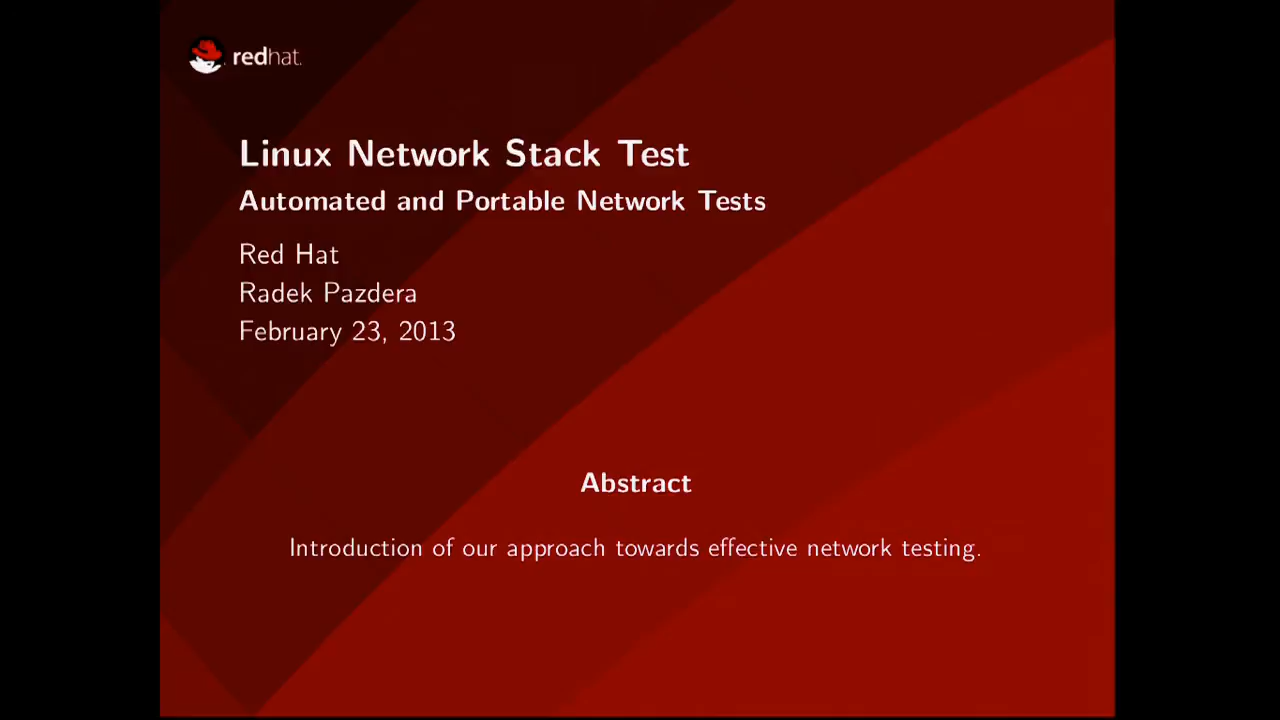 redhat.
Linux Network Stack Test
Automated and Portable Network Tests
Red Hat
Radek Pazdera
February 23, 2013
Abstract
Introduction of our approach towards effective network testing.